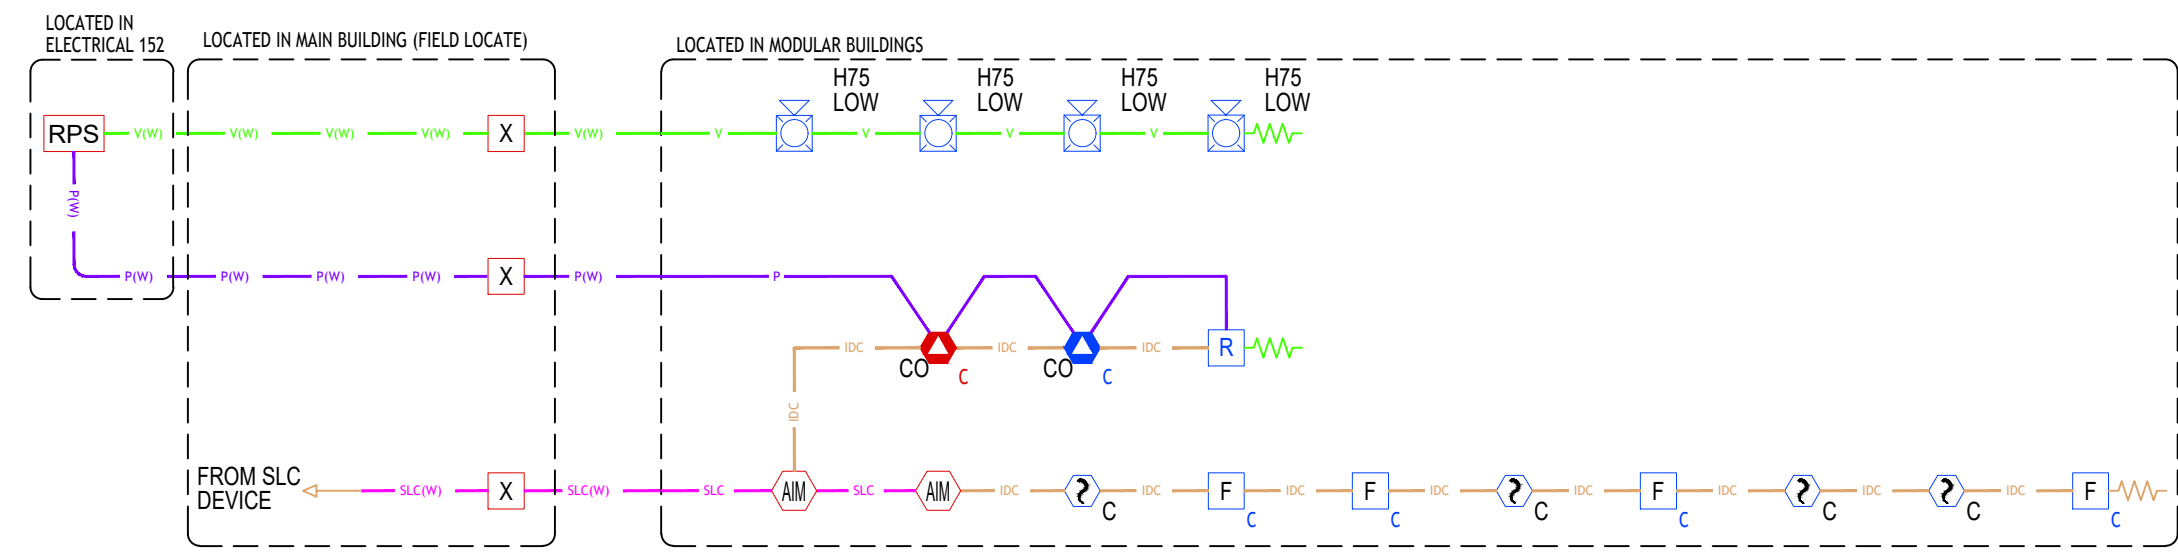 LOCATED IN
ELECTRICAL 152
LOCATED IN MAIN BUILDING (FIELD LOCATE)
LOCATED IN MODULAR BUILDINGS
H75
LOW
H75
LOW
H75
LOW
H75
LOW
RPS V(W) V(W) V(W) V(W) X V(W) V V V V
P(W)
P(W) P(W) P(W) P(W) X P(W) P
IDC IDC IDC R
CO C CO C
IDC
FROM SLC
DEVICE
SLC(W) X SLC(W) SLC AIM SLC AIM IDC IDC F IDC F IDC IDC F IDC IDC IDC F
C C C C C C C C